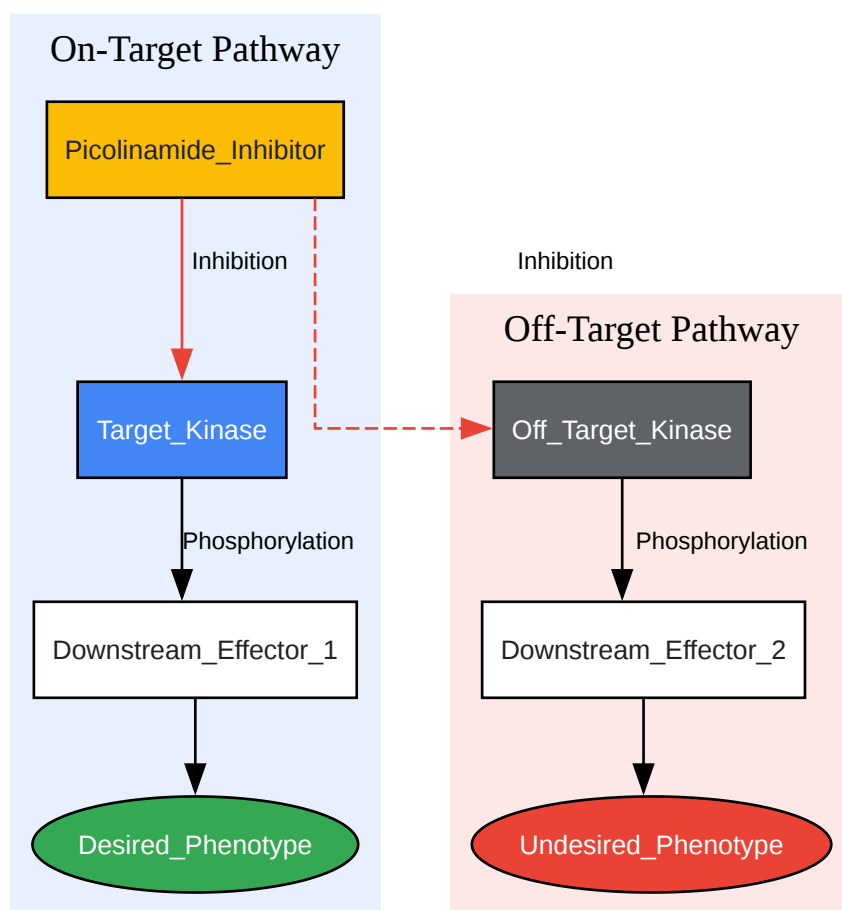 On-Target Pathway
Picolinamide_Inhibitor
Inhibition
Inhibition
Off-Target Pathway
Target_Kinase
Off_Target_Kinase
Phosphorylation
Phosphorylation
Downstream_Effector_1
Downstream_Effector_2
Desired_Phenotype
Undesired_Phenotype